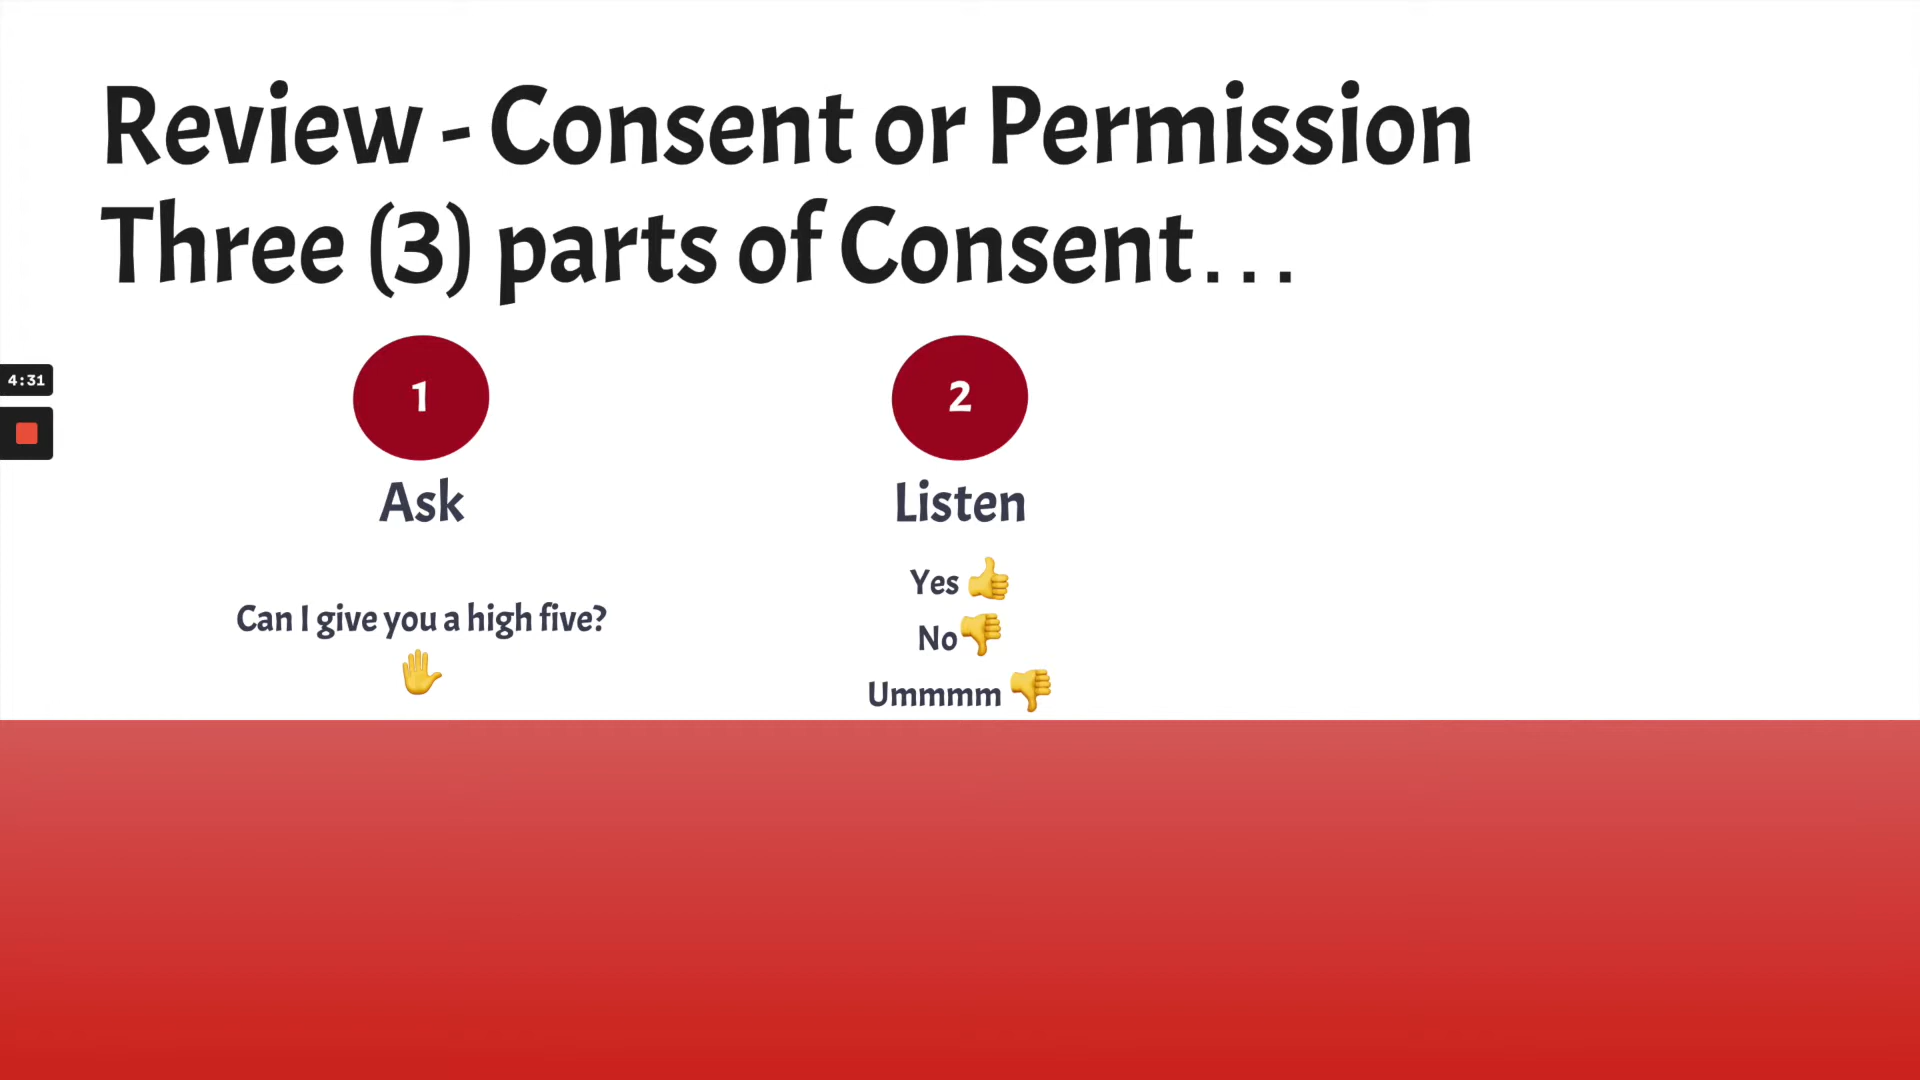 Review - Consent or Permission
Three (3) parts of Consent...
4:31
1
2
Ask
Listen
Can I give you a high five?
Yes 👍
No👎
Ummmm 👎